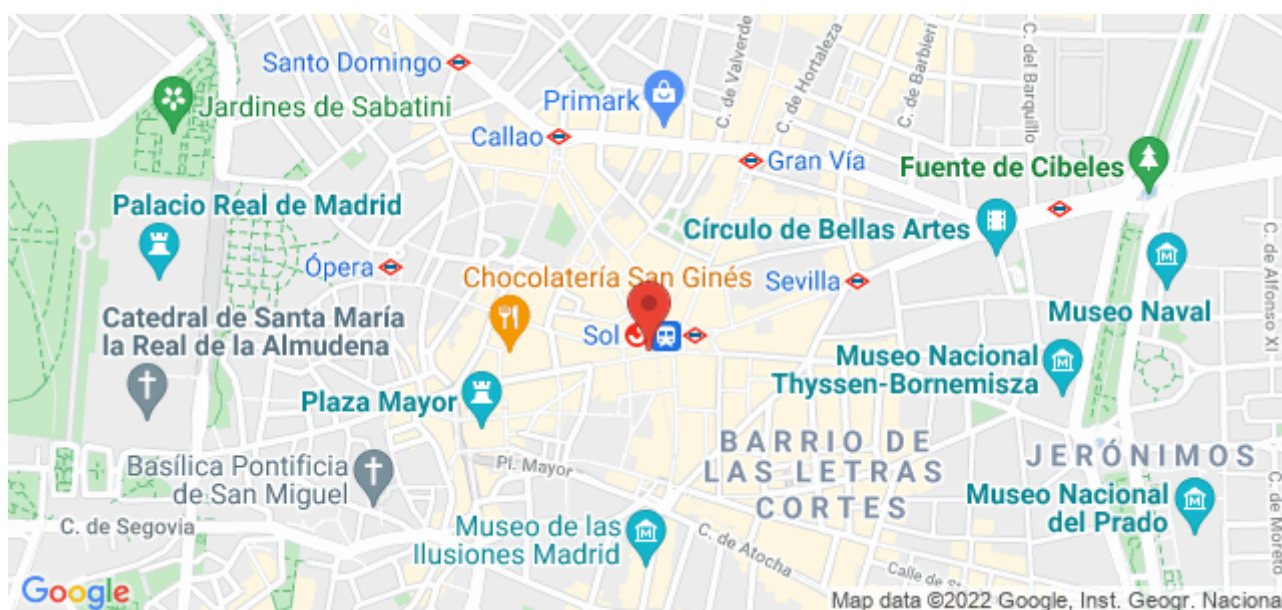 Santo Domingo
Jardines de Sabatini
Primark
Callao
C. de Valverde
C. de Hortaleza
C. de Barbieri
C. del Barquillo
Gran Vía
Fuente de Cibeles
Palacio Real de Madrid
Círculo de Bellas Artes
Ópera
Chocolatería San Ginés
Sevilla
C. de Alfonso XI
Catedral de Santa María
la Real de la Almudena
Sol
Museo Naval
Museo Nacional
Thyssen-Bornemisza
Plaza Mayor
BARRIO DE
LAS LETRAS
CORTES
JERÓNIMOS
Basílica Pontificia
de San Miguel
Pl. Mayor
C. de Segovia
Museo de las
Ilusiones Madrid
C. de Atocha
Museo Nacional
del Prado
C. de Moreto
Calle de
Google
Map data ©2022 Google, Inst. Geogr. Naciona